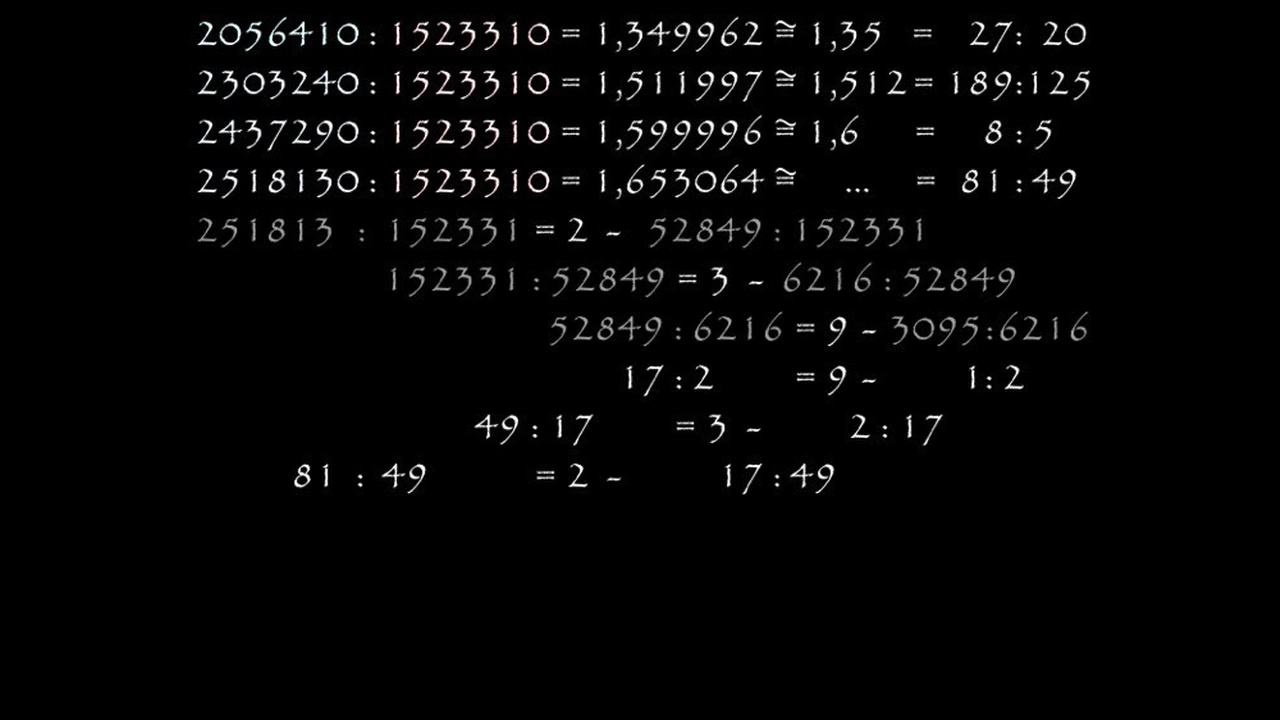 2056410 : 1523310 = 1,349962 ≅ 1,35 = 27 : 20
2303240 : 1523310 = 1,511997 ≅ 1,512 = 189:125
2437290 : 1523310 = 1,599996 ≅ 1,6 = 8 : 5
2518130 : 1523310 = 1,653064 ≅ ... = 81 : 49
251813 : 152331 = 2 - 52849 : 152331
152331 : 52849 = 3 - 6216 : 52849
52849 : 6216 = 9 - 3095:6216
17 : 2 = 9 - 1 : 2
49 : 17 = 3 - 2 : 17
81 : 49 = 2 - 17 : 49